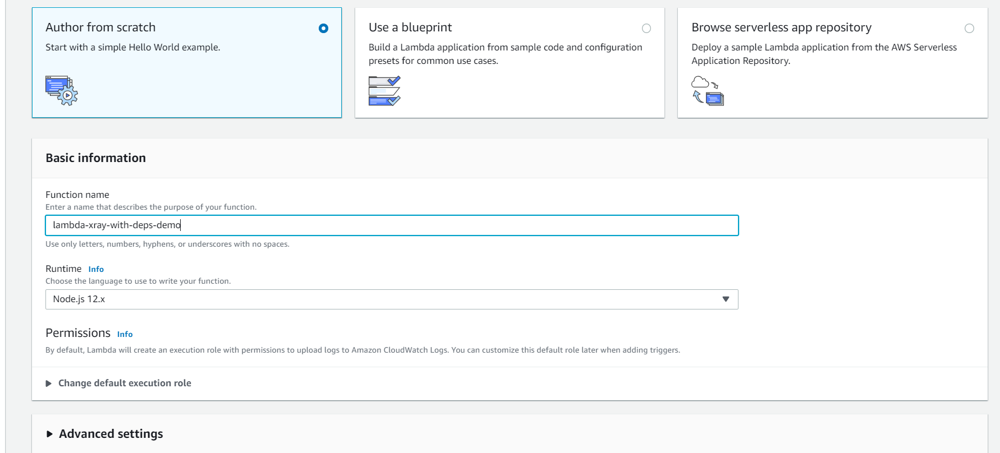 Author from scratch
Start with a simple Hello World example.
Use a blueprint
Build a Lambda application from sample code and configuration
presets for common use cases.
Browse serverless app repository
Deploy a sample Lambda application from the AWS Serverless
Application Repository.
Basic information
Function name
Enter a name that describes the purpose of your function.
lambda-xray-with-deps-demo
Use only letters, numbers, hyphens, or underscores with no spaces.
Runtime Info
Choose the language to use to write your function.
Node.js 12.x
Permissions Info
By default, Lambda will create an execution role with permissions to upload logs to Amazon CloudWatch Logs. You can customize this default role later when adding triggers.
Change default execution role
Advanced settings